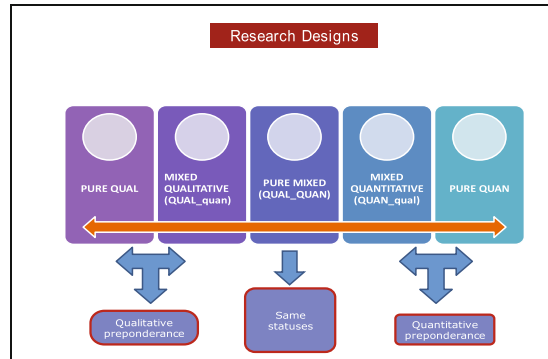 Research Designs
PURE QUAL
MIXED
QUALITATIVE
(QUAL_quan)
PURE MIXED
(QUAL_QUAN)
MIXED
QUANTITATIVE
(QUAN_qual)
PURE QUAN
Qualitative
preponderance
Same
statuses
Quantitative
preponderance